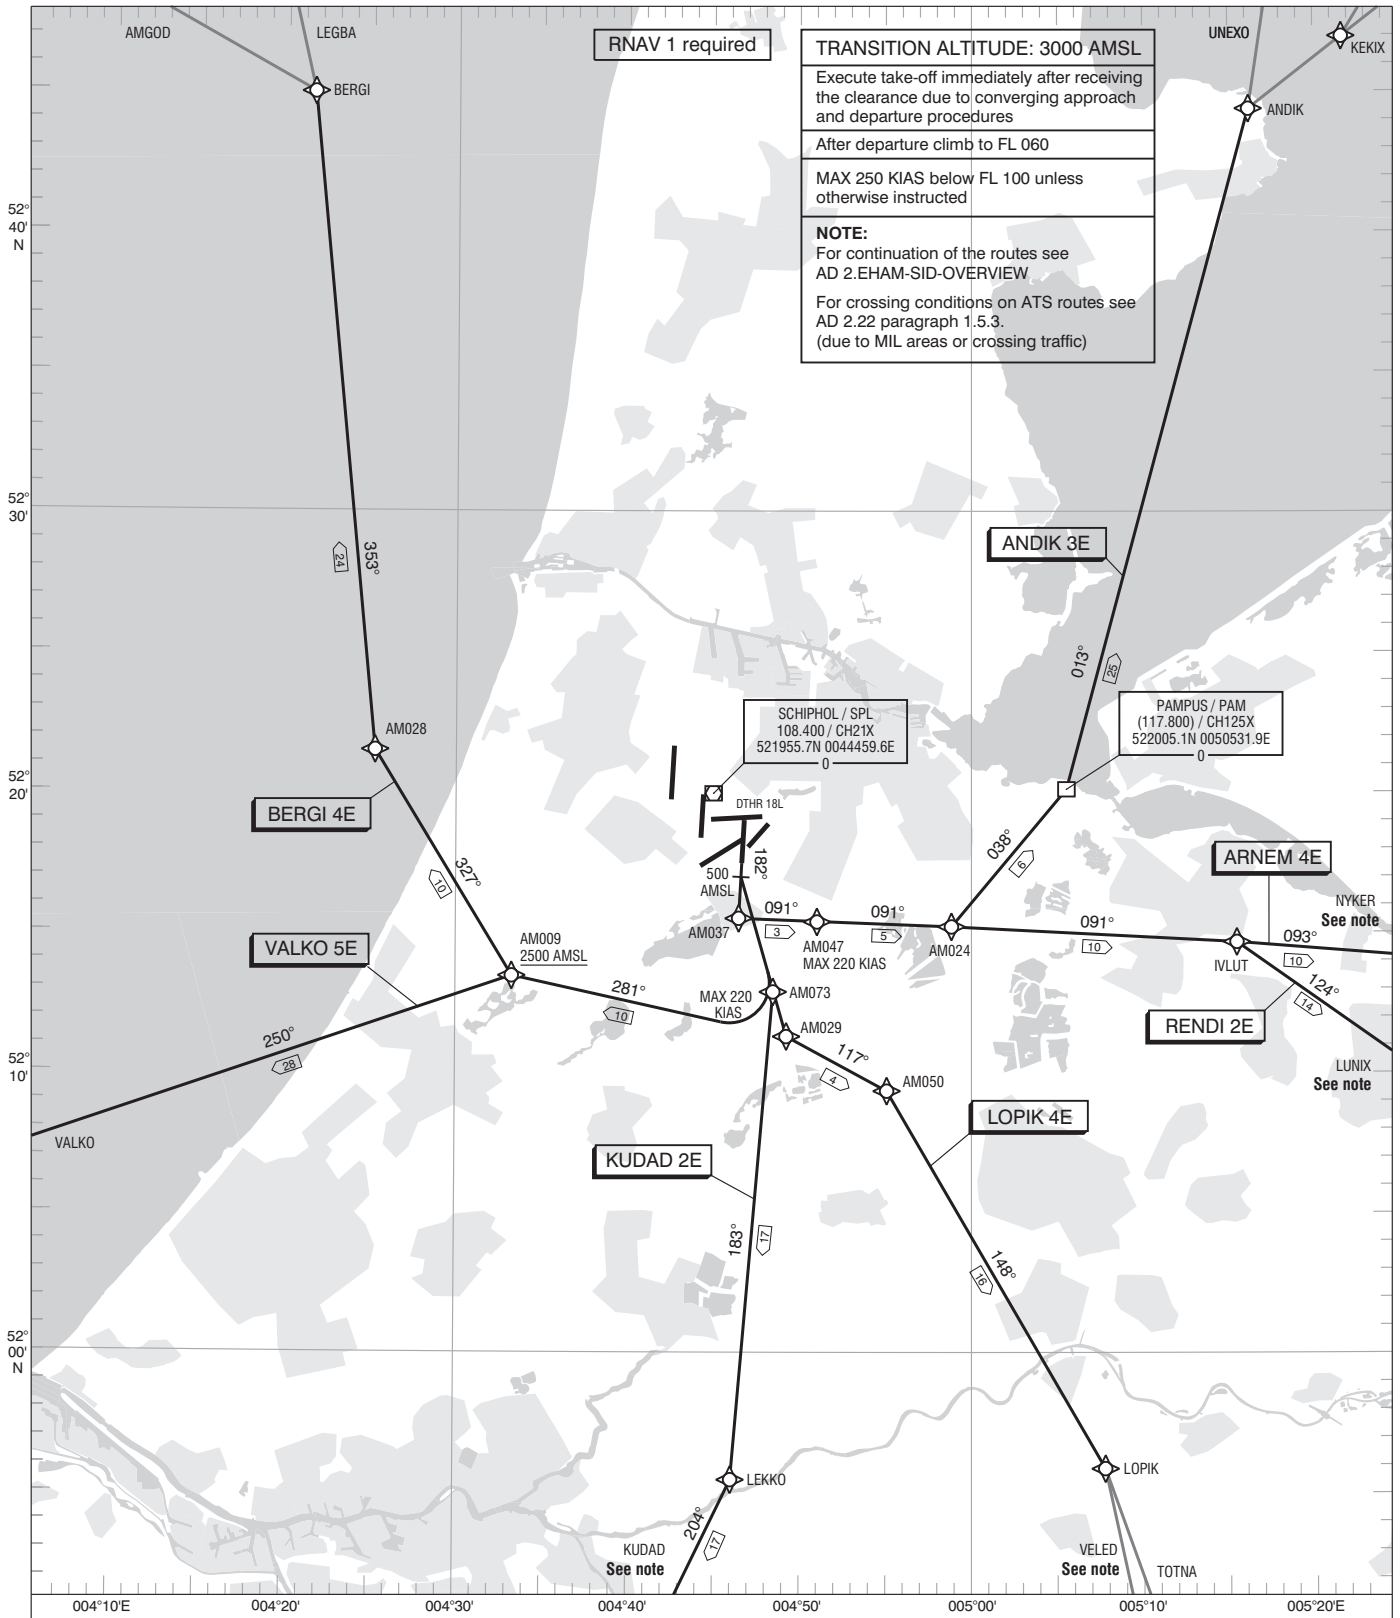 AMGOD
LEGBA
BERGI
RNAV 1 required
TRANSITION ALTITUDE: 3000 AMSL
Execute take-off immediately after receiving
the clearance due to converging approach
and departure procedures
After departure climb to FL 060
MAX 250 KIAS below FL 100 unless
otherwise instructed
NOTE:
For continuation of the routes see
AD 2.EHAM-SID-OVERVIEW
For crossing conditions on ATS routes see
AD 2.22 paragraph 1.5.3.
(due to MIL areas or crossing traffic)
UNEXO
KEKIX
ANDIK
52°
40'
N
52°
30'
353°
24
ANDIK 3E
013°
25
AM028
SCHIPHOL / SPL
108.400 / CH21X
521955.7N 0044459.6E
0
PAMPUS / PAM
(117.800) / CH125X
522005.1N 0050531.9E
0
52°
20'
BERGI 4E
DTHR 18L
327°
10
182°
500
AMSL
038°
6
ARNEM 4E
NYKER
See note
AM037
091°
3
AM047
MAX 220 KIAS
091°
5
AM024
091°
10
IVLUT
093°
10
VALKO 5E
AM009
2500 AMSL
281°
10
MAX 220
KIAS
AM073
124°
14
RENDI 2E
250°
28
AM029
117°
4
AM050
LUNIX
See note
52°
10'
VALKO
LOPIK 4E
KUDAD 2E
183°
17
148°
16
52°
00'
N
LEKKO
LOPIK
204°
17
KUDAD
See note
VELED
See note
TOTNA
004°10'E
004°20'
004°30'
004°40'
004°50'
005°00'
005°10'
005°20'E